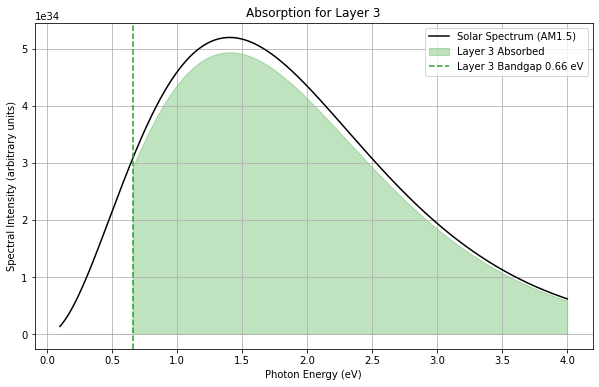 Absorption for Layer 3
1e34
Solar Spectrum (AM1.5)
Layer 3 Absorbed
Layer 3 Bandgap 0.66 eV
Spectral Intensity (arbitrary units)
5
4
3
2
1
0
0.0 0.5 1.0 1.5 2.0 2.5 3.0 3.5 4.0
Photon Energy (eV)